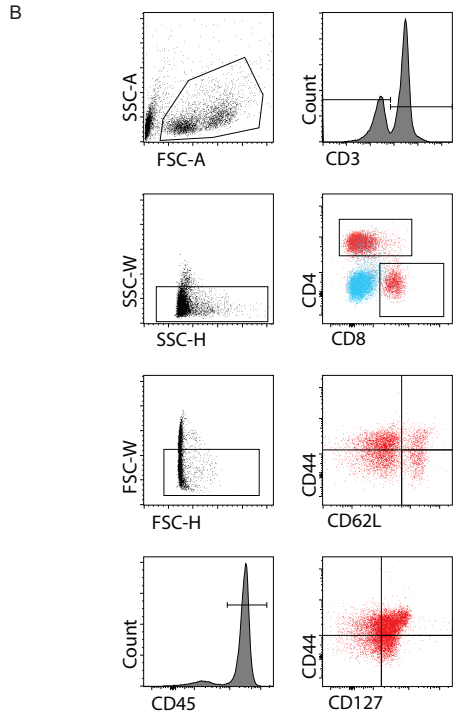 B
SSC-A
FSC-A
Count
CD3
SSC-W
SSC-H
CD4
CD8
FSC-W
FSC-H
CD44
CD62L
Count
CD45
CD44
CD127